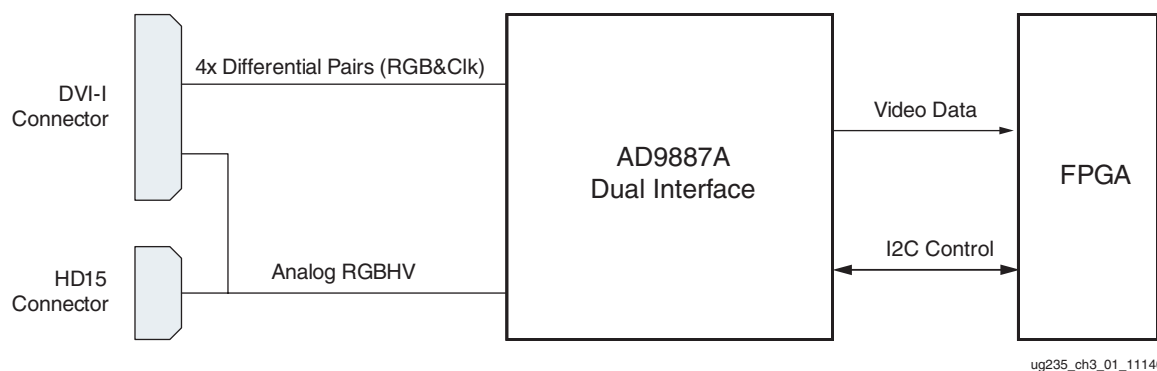 4x Differential Pairs (RGB&Clk)
DVI-I
Connector
Video Data
AD9887A
Dual Interface
FPGA
I2C Control
Analog RGBHV
HD15
Connector